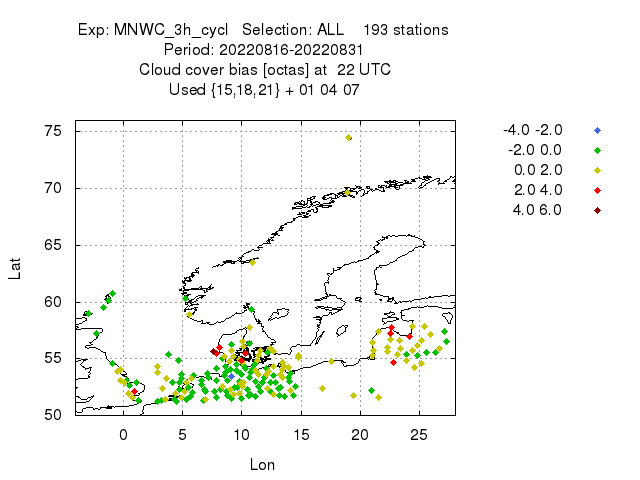 Exp: MNWC_3h_cycl Selection: ALL 193 stations
Period: 20220816-20220831
Cloud cover bias [octas] at 22 UTC
Used {15,18,21} + 01 04 07
-4.0 -2.0
-2.0 0.0
0.0 2.0
2.0 4.0
4.0 6.0
75
70
65
60
55
50
Lat
0 5 10 15 20 25
Lon